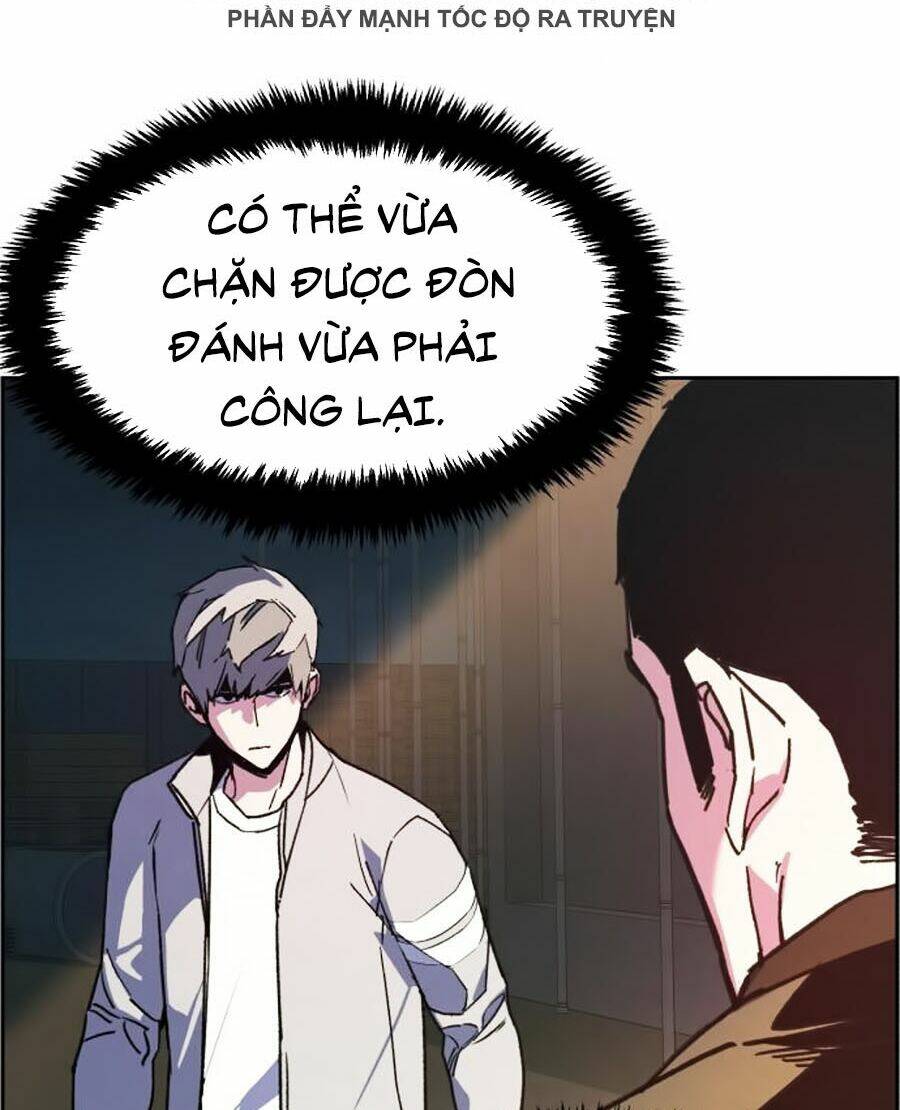 PHẦN ĐẨY MẠNH TỐC ĐỘ RA TRUYỆN
CÓ THỂ VỪA
CHẶN ĐƯỢC ĐÒN
ĐÁNH VỪA PHẢI
CÔNG LẠI.